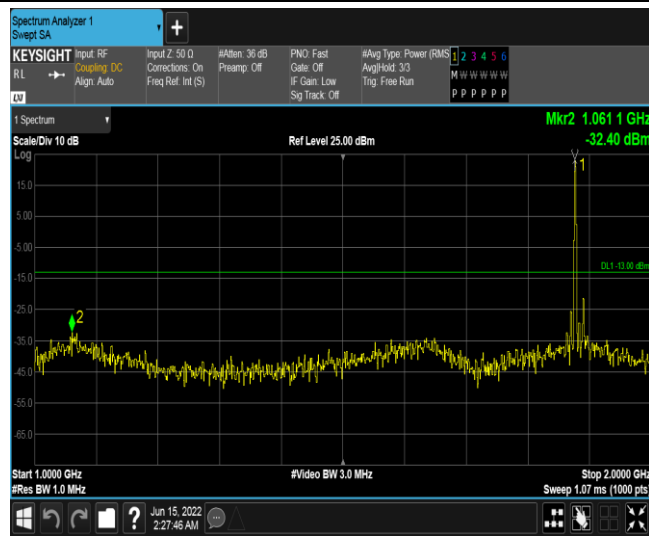 Spectrum Analyzer 1
Swept SA
+
KEYSIGHT
RL
Input: RF
Coupling: DC
Align: Auto
Input Z: 50 Ω
Corrections: On
Freq Ref: Int (S)
#Atten: 36 dB
Preamp: Off
PNO: Fast
Gate: Off
IF Gain: Low
Sig Track: Off
#Avg Type: Power (RMS
Avg|Hold: 3/3
Trig: Free Run
1 2 3 4 5 6
M W W W W W
P P P P P P
1 Spectrum
Scale/Div 10 dB
Ref Level 25.00 dBm
Mkr2 1.061 1 GHz
-32.40 dBm
Log
15.0
5.00
-5.00
-15.0
-25.0
-35.0
-45.0
-55.0
-65.0
1
DL1 -13.00 dBm
2
Start 1.0000 GHz
#Res BW 1.0 MHz
#Video BW 3.0 MHz
Stop 2.0000 GHz
Sweep 1.07 ms (1000 pts)
?
Jun 15, 2022
2:27:46 AM